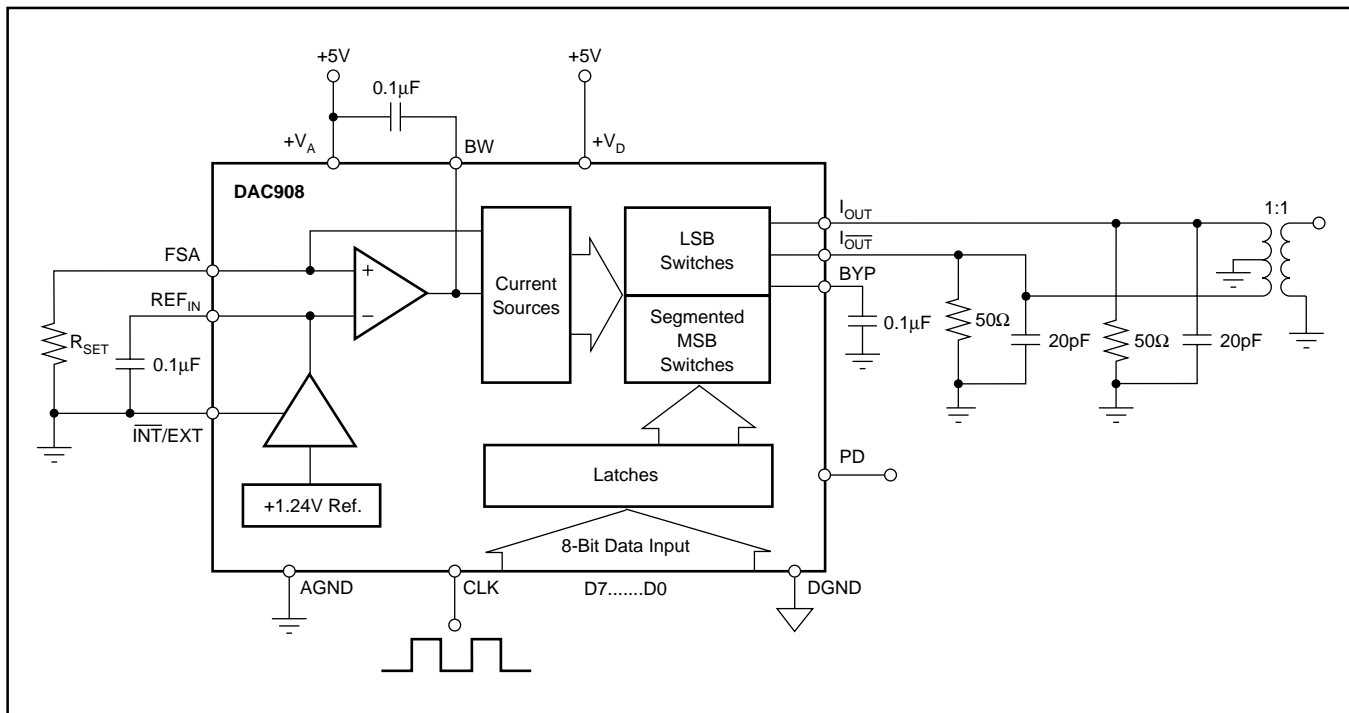 +5V
+5V
0.1µF
+V_A
BW
+V_D
DAC908
I_OUT
1:1
I_O̅U̅T̅
LSB
Switches
FSA
BYP
+
Current
Sources
REF_IN
–
Segmented
MSB
Switches
0.1µF
50Ω
20pF
50Ω
20pF
R_SET
0.1µF
I̅N̅T̅/EXT
PD
Latches
+1.24V Ref.
8-Bit Data Input
AGND
CLK
D7.......D0
DGND